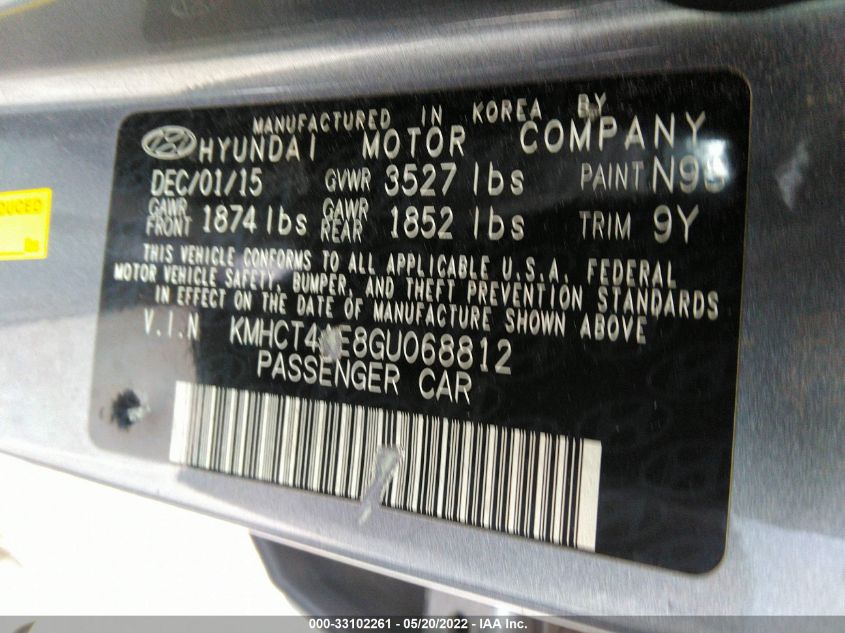 MANUFACTURED IN KOREA BY
HYUNDAI MOTOR COMPANY
DEC/01/15 GVWR 3527 lbs PAINT
GAWR FRONT 1874 lbs GAWR REAR 1852 lbs TRIM 9Y
THIS VEHICLE CONFORMS TO ALL APPLICABLE U.S.A. FEDERAL
MOTOR VEHICLE SAFETY, BUMPER, AND THEFT PREVENTION STANDARDS
IN EFFECT ON THE DATE OF MANUFACTURE SHOWN ABOVE
V.I.N
PASSENGER CAR
000-33102261 - 05/20/2022 - IAA Inc.